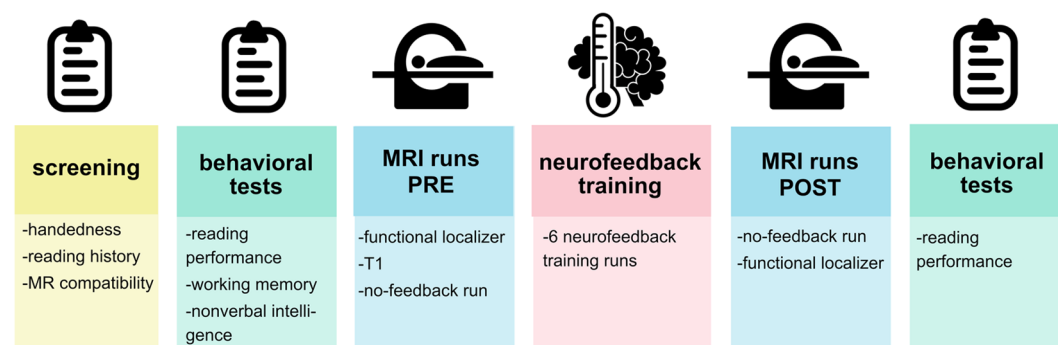 screening
-handedness
-reading history
-MR compatibility
behavioral
tests
-reading
performance
-working memory
-nonverbal intelli-
gence
MRI runs
PRE
-functional localizer
-T1
-no-feedback run
neurofeedback
training
-6 neurofeedback
training runs
MRI runs
POST
-no-feedback run
-functional localizer
behavioral
tests
-reading
performance